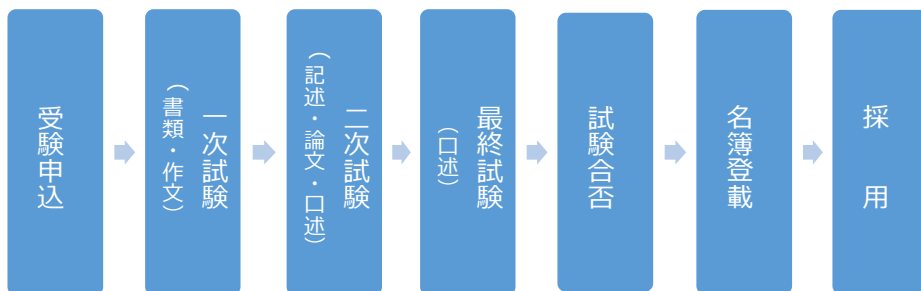 受験申込
一次試験
（書類・作文）
二次試験
（記述・論文・口述）
最終試験
（口述）
試験合否
名簿登載
採用